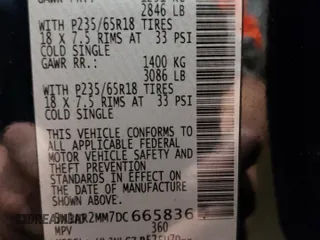 2846 LB
WITH P235/65R18 TIRES
18 X 7.5 RIMS AT 33 PSI
COLD SINGLE
GAWR RR.: 1400 KG
3086 LB
WITH P235/65R18 TIRES
18 X 7.5 RIMS AT 33 PSI
COLD SINGLE
THIS VEHICLE CONFORMS TO
ALL APPLICABLE FEDERAL
MOTOR VEHICLE SAFETY
AND THEFT PREVENTION
STANDARDS IN EFFECT ON
THE DATE OF MANUFACTURE
SHOWN ABOVE.
665836
MPV 360